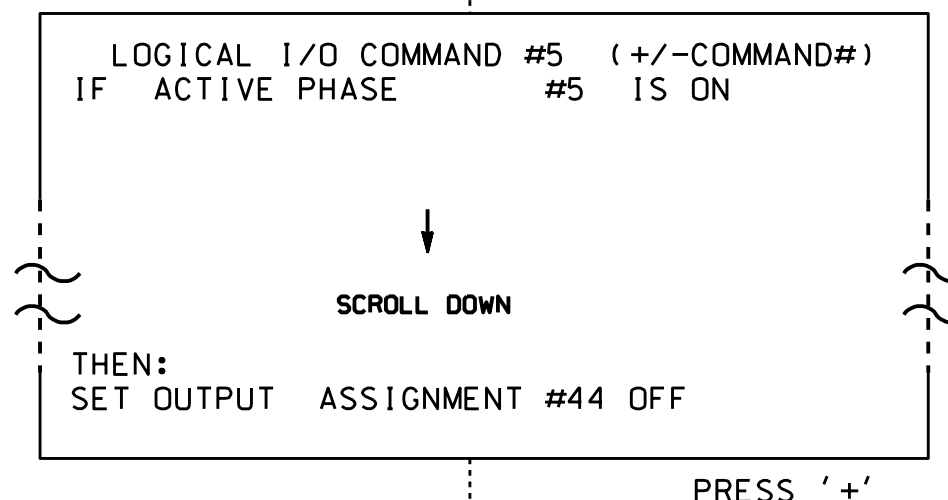 LOGICAL I/O COMMAND #5 (+/-COMMAND#)
IF ACTIVE PHASE #5 IS ON
SCROLL DOWN
THEN:
SET OUTPUT ASSIGNMENT #44 OFF
PRESS '+'